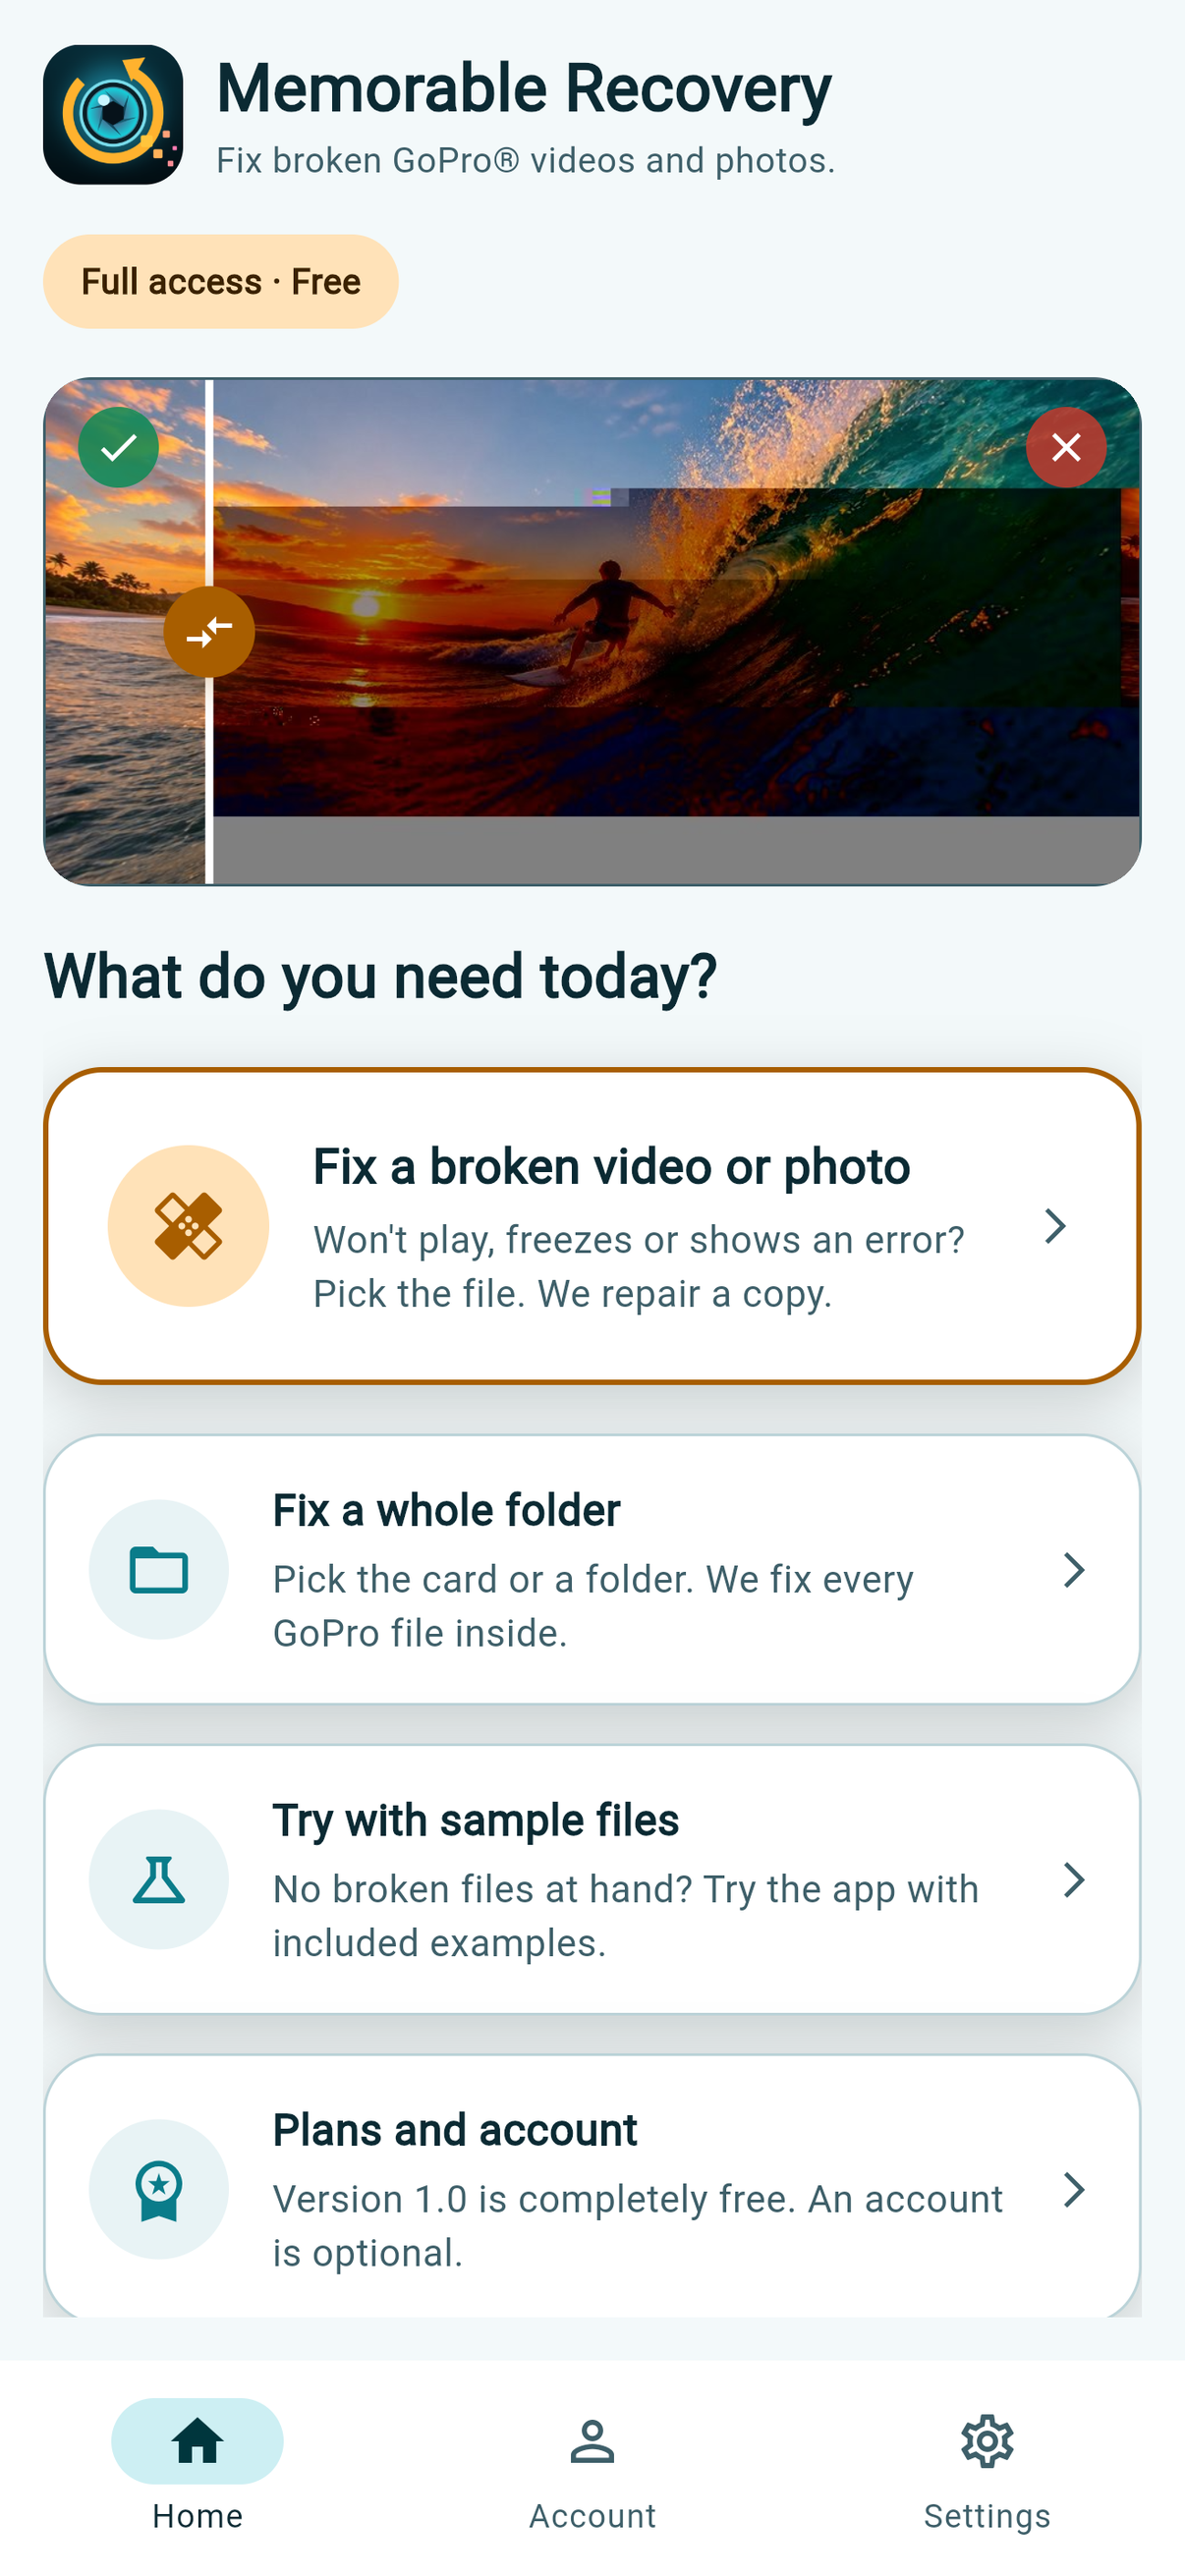 Memorable Recovery
Fix broken GoPro® videos and photos.
Full access · Free
What do you need today?
Fix a broken video or photo
Won't play, freezes or shows an error?
Pick the file. We repair a copy.
Fix a whole folder
Pick the card or a folder. We fix every
GoPro file inside.
Try with sample files
No broken files at hand? Try the app with
included examples.
Plans and account
Version 1.0 is completely free. An account
is optional.
Home
Account
Settings